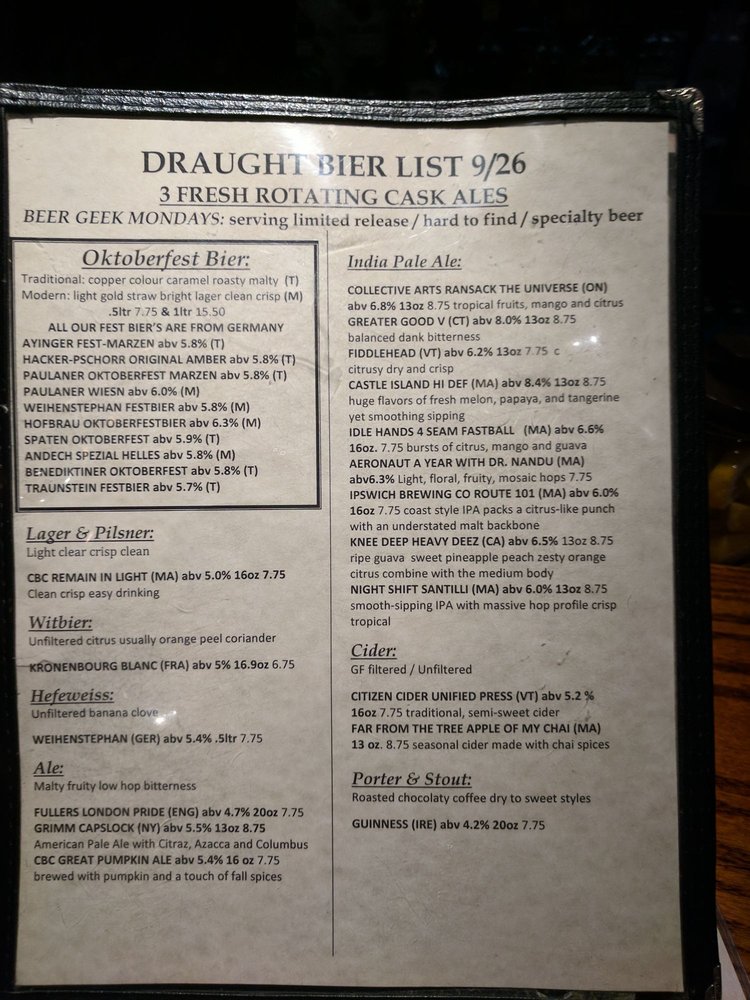 DRAUGHT BIER LIST 9/26
3 FRESH ROTATING CASK ALES
BEER GEEK MONDAYS: serving limited release / hard to find / specialty beer
Oktoberfest Bier:
Traditional: copper colour caramel roasty malty (T)
Modern: light gold straw bright lager clean crisp (M)
.5ltr 7.75 & 1ltr 15.50
ALL OUR FEST BIER'S ARE FROM GERMANY
AYINGER FEST-MARZEN abv 5.8% (T)
HACKER-PSCHORR ORIGINAL AMBER abv 5.8% (T)
PAULANER OKTOBERFEST MARZEN abv 5.8% (T)
PAULANER WIESN abv 6.0% (M)
WEIHENSTEPHAN FESTBIER abv 5.8% (M)
HOFBRAU OKTOBERFESTBIER abv 6.3% (M)
SPATEN OKTOBERFEST abv 5.9% (T)
ANDECH SPEZIAL HELLES abv 5.8% (M)
BENEDIKTINER OKTOBERFEST abv 5.8% (T)
TRAUNSTEIN FESTBIER abv 5.7% (T)
Lager & Pilsner:
Light clear crisp clean
CBC REMAIN IN LIGHT (MA) abv 5.0% 16oz 7.75
Clean crisp easy drinking
Witbier:
Unfiltered citrus usually orange peel coriander
KRONENBOURG BLANC (FRA) abv 5% 16.9oz 6.75
Hefeweiss:
Unfiltered banana clove
WEIHENSTEPHAN (GER) abv 5.4% .5ltr 7.75
Ale:
Malty fruity low hop bitterness
FULLERS LONDON PRIDE (ENG) abv 4.7% 20oz 7.75
GRIMM CAPSLOCK (NY) abv 5.5% 13oz 8.75
American Pale Ale with Citraz, Azacca and Columbus
CBC GREAT PUMPKIN ALE abv 5.4% 16 oz 7.75
brewed with pumpkin and a touch of fall spices
India Pale Ale:
COLLECTIVE ARTS RANSACK THE UNIVERSE (ON)
abv 6.8% 13oz 8.75 tropical fruits, mango and citrus
GREATER GOOD V (CT) abv 8.0% 13oz 8.75
balanced dank bitterness
FIDDLEHEAD (VT) abv 6.2% 13oz 7.75 c
citrusy dry and crisp
CASTLE ISLAND HI DEF (MA) abv 8.4% 13oz 8.75
huge flavors of fresh melon, papaya, and tangerine
yet smoothing sipping
IDLE HANDS 4 SEAM FASTBALL (MA) abv 6.6%
16oz. 7.75 bursts of citrus, mango and guava
AERONAUT A YEAR WITH DR. NANDU (MA)
abv6.3% Light, floral, fruity, mosaic hops 7.75
IPSWICH BREWING CO ROUTE 101 (MA) abv 6.0%
16oz 7.75 coast style IPA packs a citrus-like punch
with an understated malt backbone
KNEE DEEP HEAVY DEEZ (CA) abv 6.5% 13oz 8.75
ripe guava sweet pineapple peach zesty orange
citrus combine with the medium body
NIGHT SHIFT SANTILLI (MA) abv 6.0% 13oz 8.75
smooth-sipping IPA with massive hop profile crisp
tropical
Cider:
GF filtered / Unfiltered
CITIZEN CIDER UNIFIED PRESS (VT) abv 5.2 %
16oz 7.75 traditional, semi-sweet cider
FAR FROM THE TREE APPLE OF MY CHAI (MA)
13 oz. 8.75 seasonal cider made with chai spices
Porter & Stout:
Roasted chocolaty coffee dry to sweet styles
GUINNESS (IRE) abv 4.2% 20oz 7.75